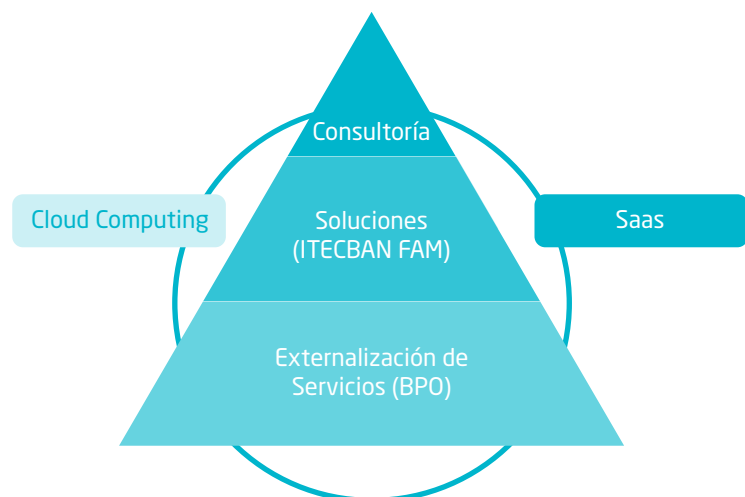 Consultoría
Cloud Computing
Soluciones
(ITECBAN FAM)
Saas
Externalización de
Servicios (BPO)